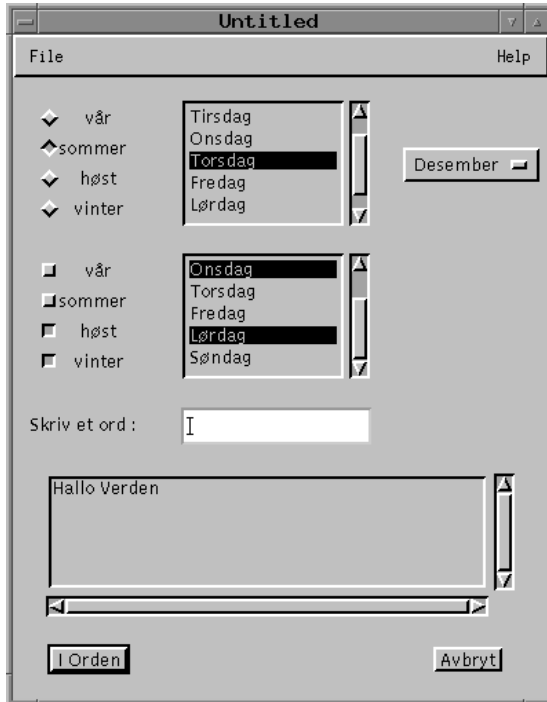 Untitled
File Help
vår
sommer
høst
vinter
Tirsdag
Onsdag
Torsdag
Fredag
Lørdag
Desember
vår
sommer
høst
vinter
Onsdag
Torsdag
Fredag
Lørdag
Søndag
Skriv et ord :
Hallo Verden
I Orden Avbryt